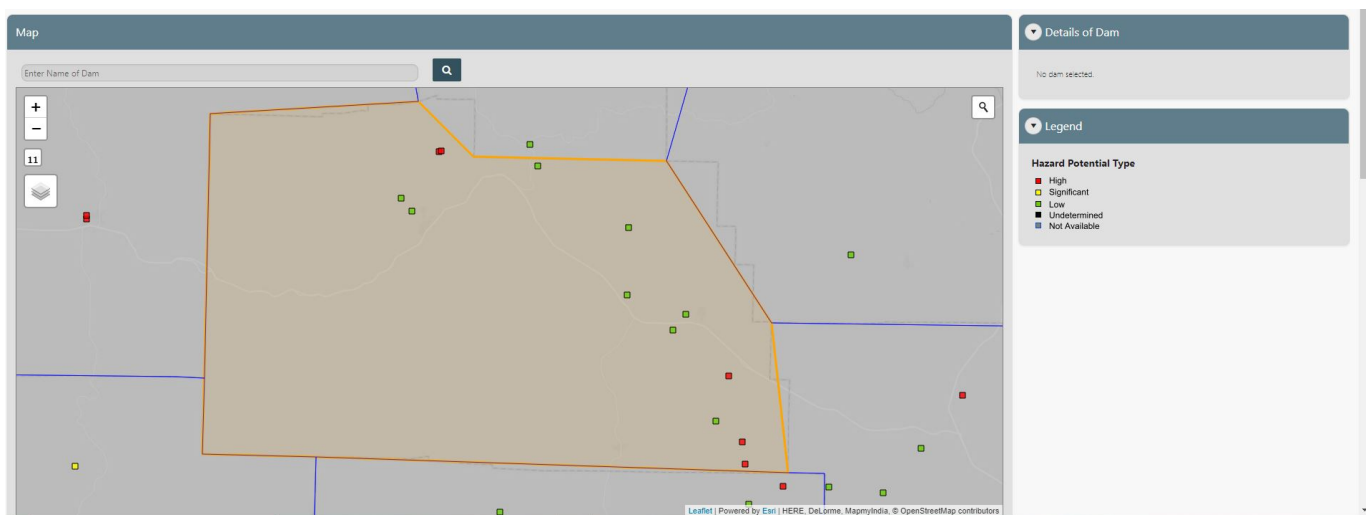 Map
Enter Name of Dam
+
−
11
Leaflet | Powered by Esri | HERE, DeLorme, MapmyIndia, © OpenStreetMap contributors
Details of Dam
No dam selected.
Legend
Hazard Potential Type
High
Significant
Low
Undetermined
Not Available